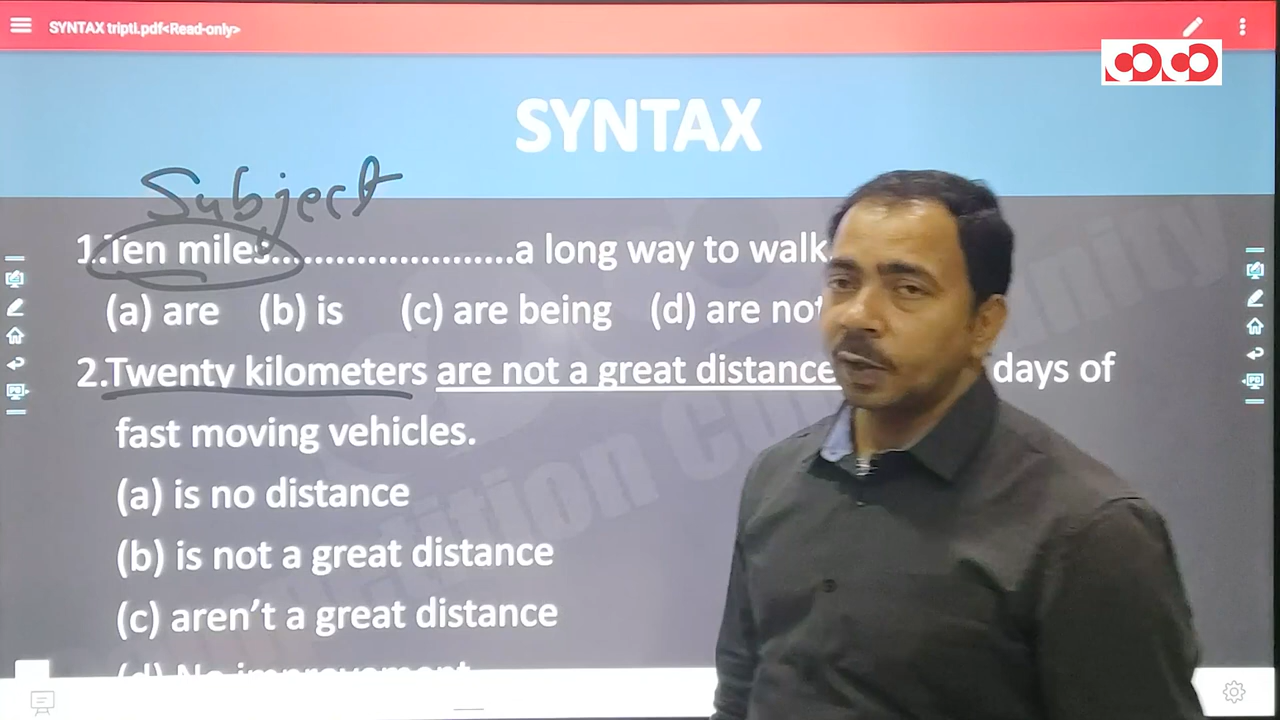 SYNTAX tripti.pdf<Read-only>
SYNTAX
Subject
1.Ten miles......................a long way to walk
(a) are (b) is (c) are being (d) are not
2.Twenty kilometers are not a great distance days of
fast moving vehicles.
(a) is no distance
(b) is not a great distance
(c) aren't a great distance
(d) No improvement